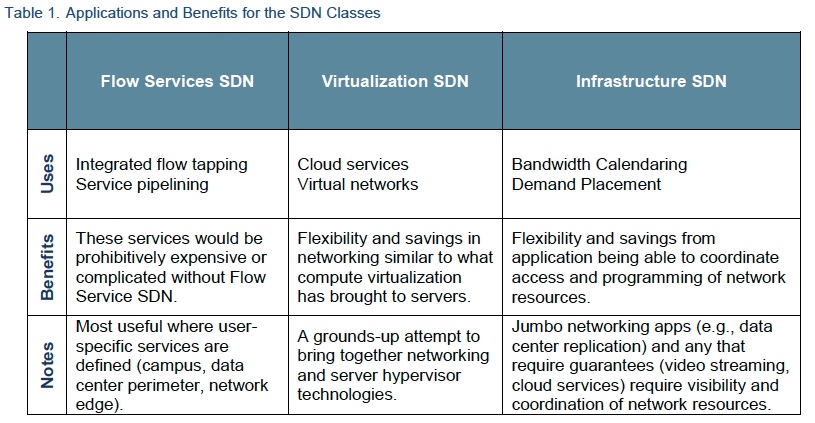 Table 1. Applications and Benefits for the SDN Classes
Flow Services SDN
Virtualization SDN
Infrastructure SDN
Uses
Integrated flow tapping
Service pipelining
Cloud services
Virtual networks
Bandwidth Calendaring
Demand Placement
Benefits
These services would be
prohibitively expensive or
complicated without Flow
Service SDN.
Flexibility and savings in
networking similar to what
compute virtualization
has brought to servers.
Flexibility and savings from
application being able to coordinate
access and programming of network
resources.
Notes
Most useful where user-
specific services are
defined (campus, data
center perimeter, network
edge).
A grounds-up attempt to
bring together networking
and server hypervisor
technologies.
Jumbo networking apps (e.g., data
center replication) and any that
require guarantees (video streaming,
cloud services) require visibility and
coordination of network resources.